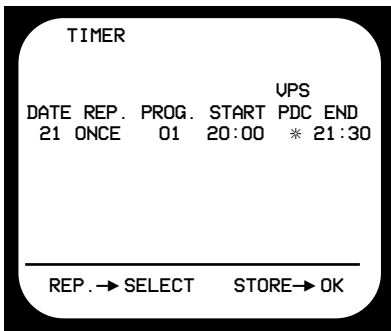 TIMER
VPS
DATE REP. PROG. START PDC END
21 ONCE 01 20:00 ✳ 21:30
REP.→SELECT STORE→OK